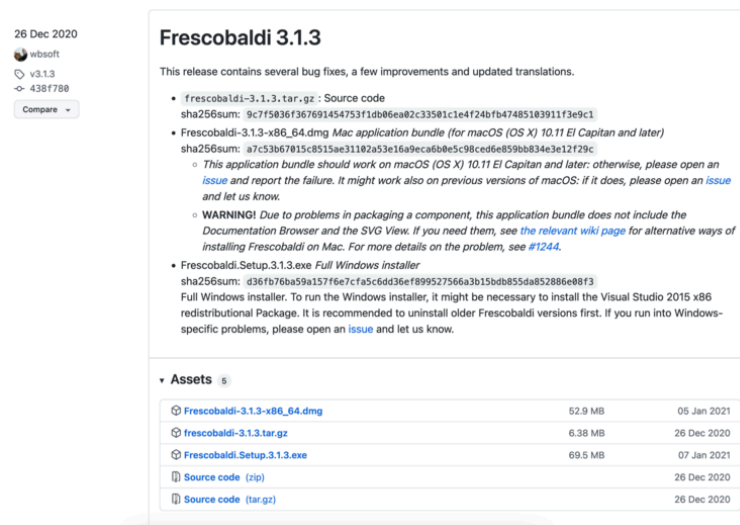 26 Dec 2020
wbsoft
v3.1.3
438f780
Compare
Frescobaldi 3.1.3
This release contains several bug fixes, a few improvements and updated translations.
frescobaldi-3.1.3.tar.gz : Source code
sha256sum: 9c7f5036f367691454753f1db06ea02c33501c1e4f24bfb47485103911f3e9c1
Frescobaldi-3.1.3-x86_64.dmg Mac application bundle (for macOS (OS X) 10.11 El Capitan and later)
sha256sum: a7c53b67015c8515ae31102a53e16a9eca6b0e5c98ced6e859bb834e3e12f29c
This application bundle should work on macOS (OS X) 10.11 El Capitan and later: otherwise, please open an
issue and report the failure. It might work also on previous versions of macOS: if it does, please open an issue
and let us know.
WARNING! Due to problems in packaging a component, this application bundle does not include the
Documentation Browser and the SVG View. If you need them, see the relevant wiki page for alternative ways of
installing Frescobaldi on Mac. For more details on the problem, see #1244.
Frescobaldi.Setup.3.1.3.exe Full Windows installer
sha256sum: d36fb76ba59a157f6e7cfa5c6dd36ef899527566a3b15bdb855da852886e08f3
Full Windows installer. To run the Windows installer, it might be necessary to install the Visual Studio 2015 x86
redistributional Package. It is recommended to uninstall older Frescobaldi versions first. If you run into Windows-
specific problems, please open an issue and let us know.
Assets 5
Frescobaldi-3.1.3-x86_64.dmg 52.9 MB 05 Jan 2021
frescobaldi-3.1.3.tar.gz 6.38 MB 26 Dec 2020
Frescobaldi.Setup.3.1.3.exe 69.5 MB 07 Jan 2021
Source code (zip) 26 Dec 2020
Source code (tar.gz) 26 Dec 2020